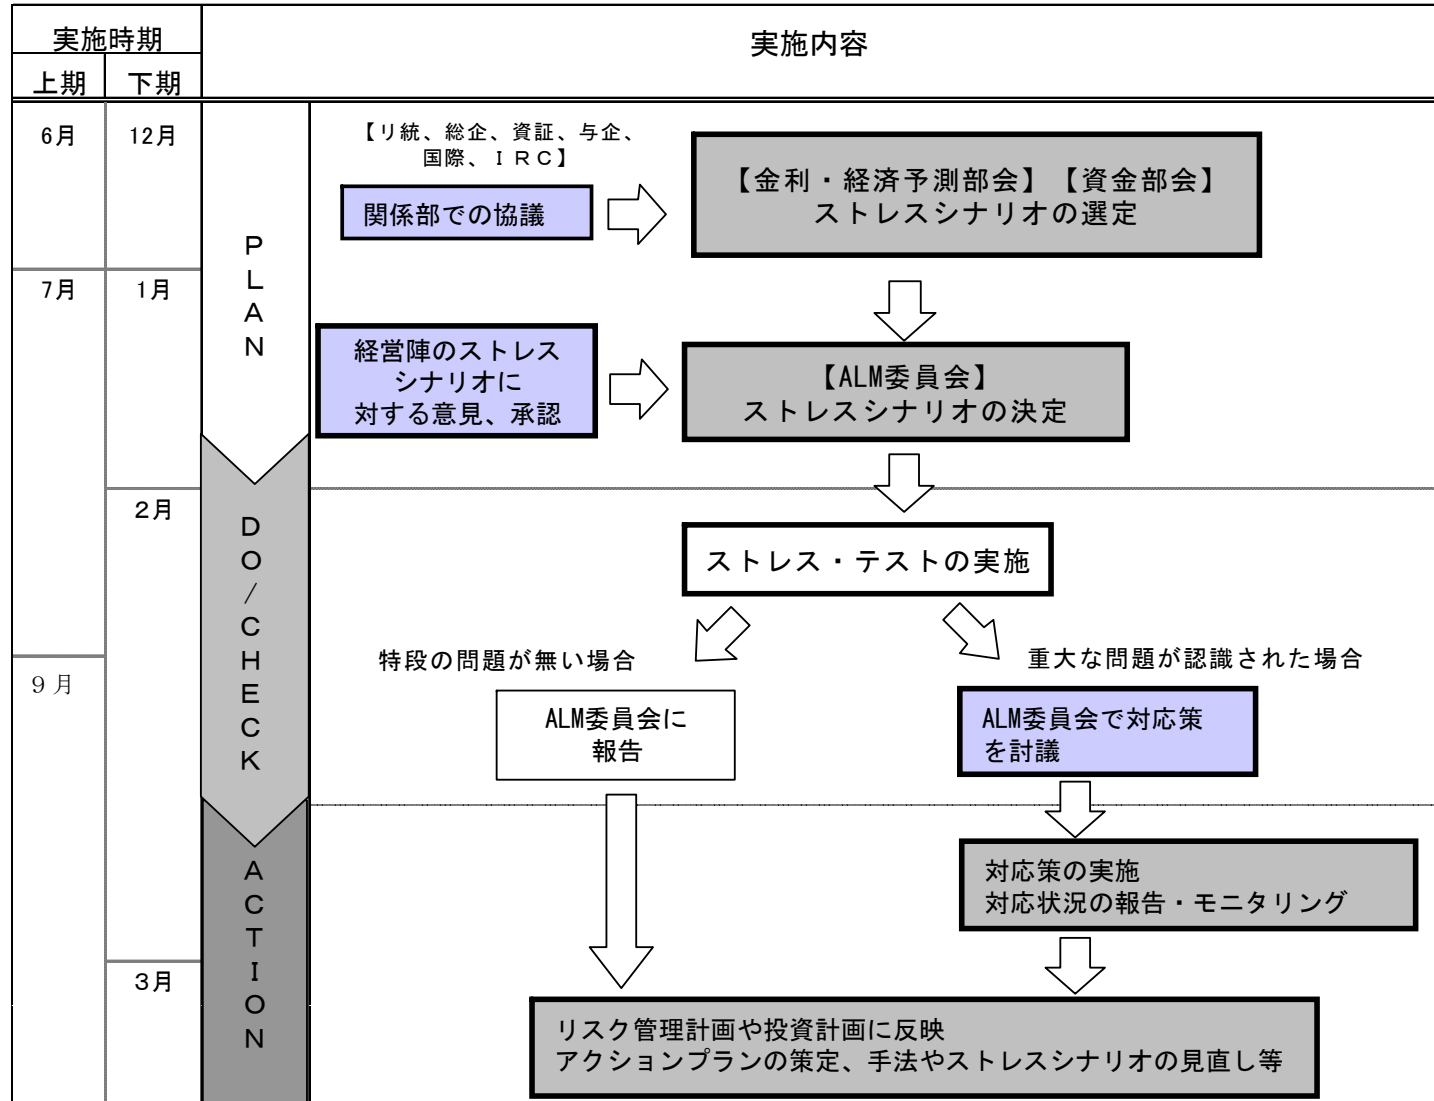 実施時期
実施内容
上期
下期
6月
12月
【リ統、総企、資証、与企、
国際、ＩＲＣ】
関係部での協議
【金利・経済予測部会】【資金部会】
ストレスシナリオの選定
PLAN
7月
1月
経営陣のストレス
シナリオに
対する意見、承認
【ALM委員会】
ストレスシナリオの決定
2月
DO/CHECK
ストレス・テストの実施
特段の問題が無い場合
重大な問題が認識された場合
9月
ALM委員会に
報告
ALM委員会で対応策
を討議
ACTION
対応策の実施
対応状況の報告・モニタリング
3月
リスク管理計画や投資計画に反映
アクションプランの策定、手法やストレスシナリオの見直し等